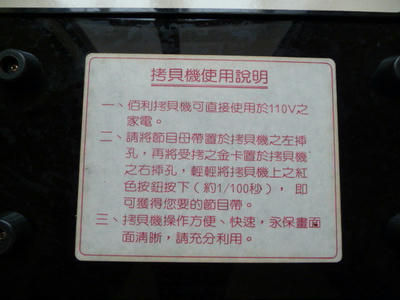 拷貝機使用說明
一、佰利拷貝機可直接使用於110V之
家電。
二、請將節目母帶置於拷貝機之左揷
孔，再將受拷之金卡置於拷貝機
之右揷孔，輕輕將拷貝機上之紅
色按鈕按下（約1/100秒），即
可獲得您要的節目帶。
三、拷貝機操作方便、快速，永保畫面
面清晰，請充分利用。